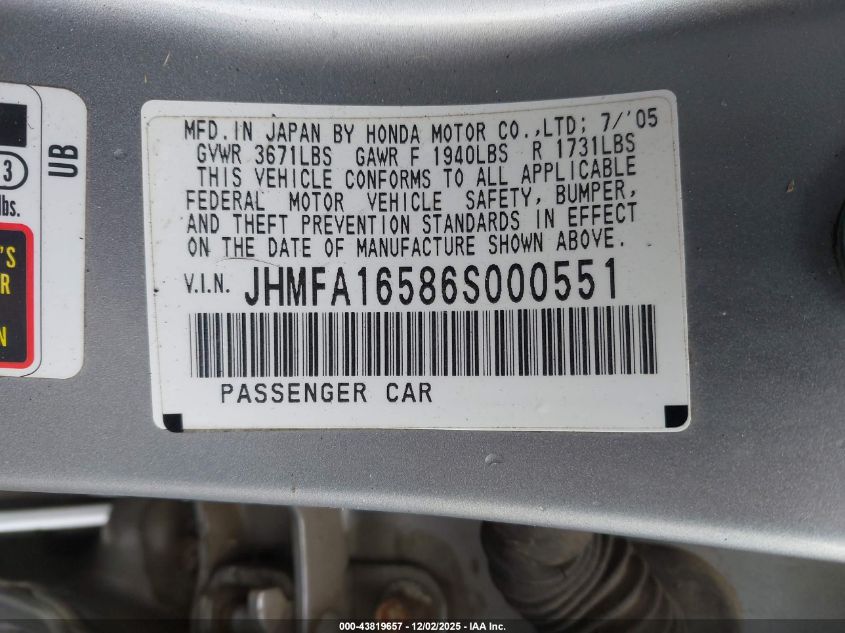 MFD. IN JAPAN BY HONDA MOTOR CO.,LTD; 7/'05
GVWR 3671LBS GAWR F 1940LBS R 1731LBS
THIS VEHICLE CONFORMS TO ALL APPLICABLE
FEDERAL MOTOR VEHICLE SAFETY, BUMPER,
AND THEFT PREVENTION STANDARDS IN EFFECT
ON THE DATE OF MANUFACTURE SHOWN ABOVE.
V.I.N. JHMFA16586S000551
PASSENGER CAR
UB
3
lbs.
'S
R
N
000-43819657 - 12/02/2025 - IAA Inc.